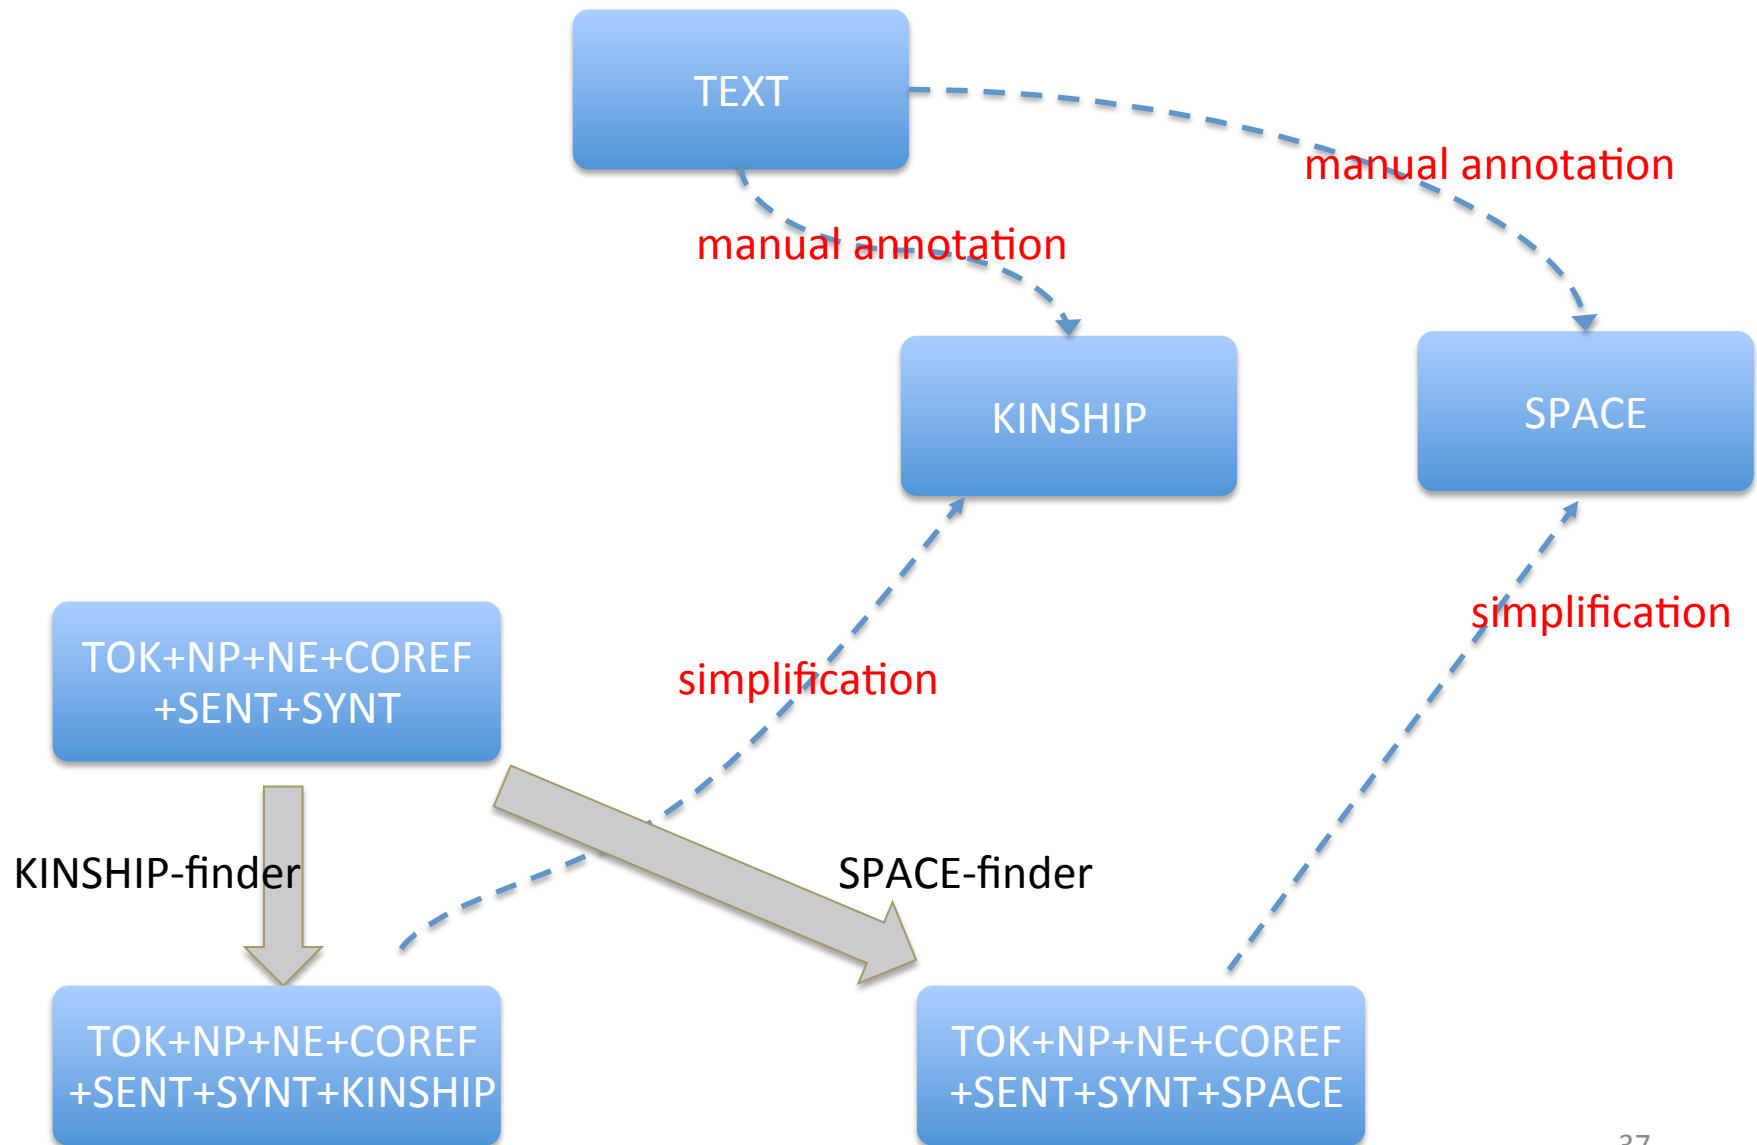 TEXT
manual annotation
manual annotation
KINSHIP
SPACE
simplification
TOK+NP+NE+COREF
+SENT+SYNT
simplification
KINSHIP-finder
SPACE-finder
TOK+NP+NE+COREF
+SENT+SYNT+KINSHIP
TOK+NP+NE+COREF
+SENT+SYNT+SPACE
37